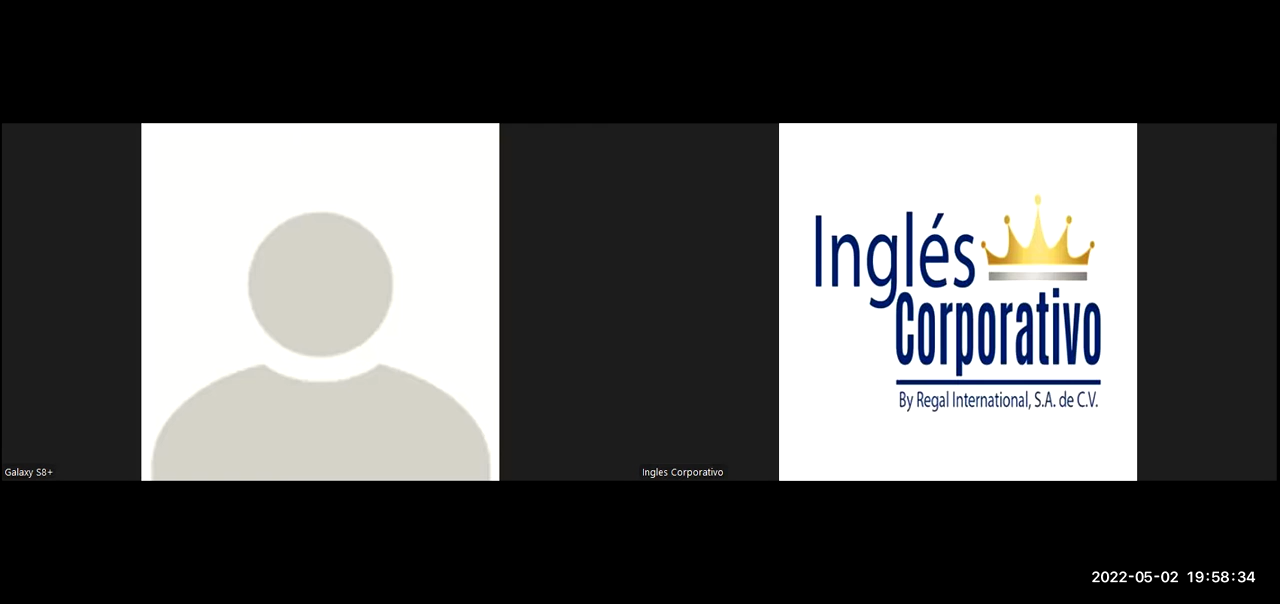 Inglés
Corporativo
By Regal International, S.A. de C.V.
Galaxy S8+
Ingles Corporativo
2022-05-02 19:58:34